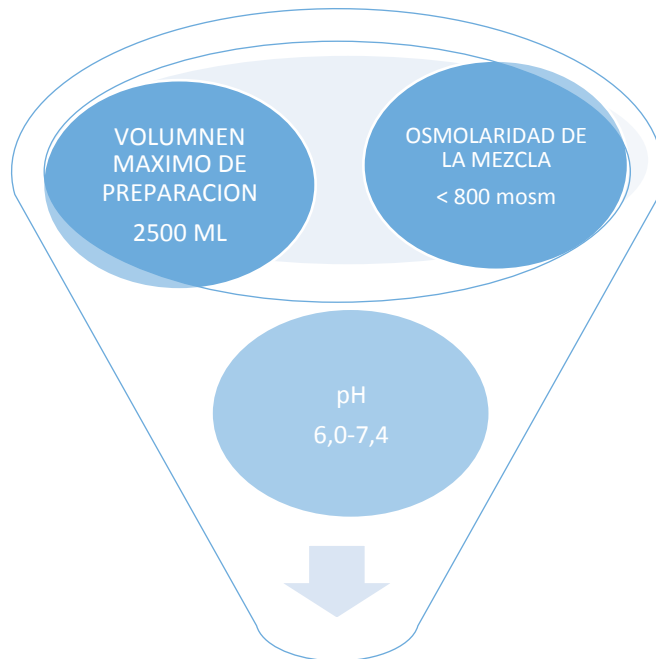 VOLUMNEN
MAXIMO DE
PREPARACION
2500 ML
OSMOLARIDAD DE
LA MEZCLA
< 800 mosm
pH
6,0-7,4